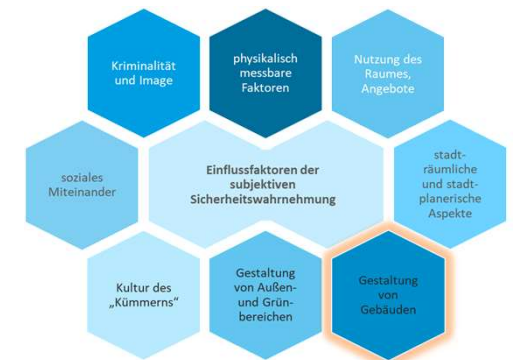 Kriminalität
und Image
physikalisch
messbare
Faktoren
Nutzung des
Raumes,
Angebote
soziales
Miteinander
Einflussfaktoren der
subjektiven
Sicherheitswahrnehmung
stadt-
räumliche
und stadt-
planerische
Aspekte
Kultur des
„Kümmerns“
Gestaltung
von Außen-
und Grün-
bereichen
Gestaltung
von
Gebäuden